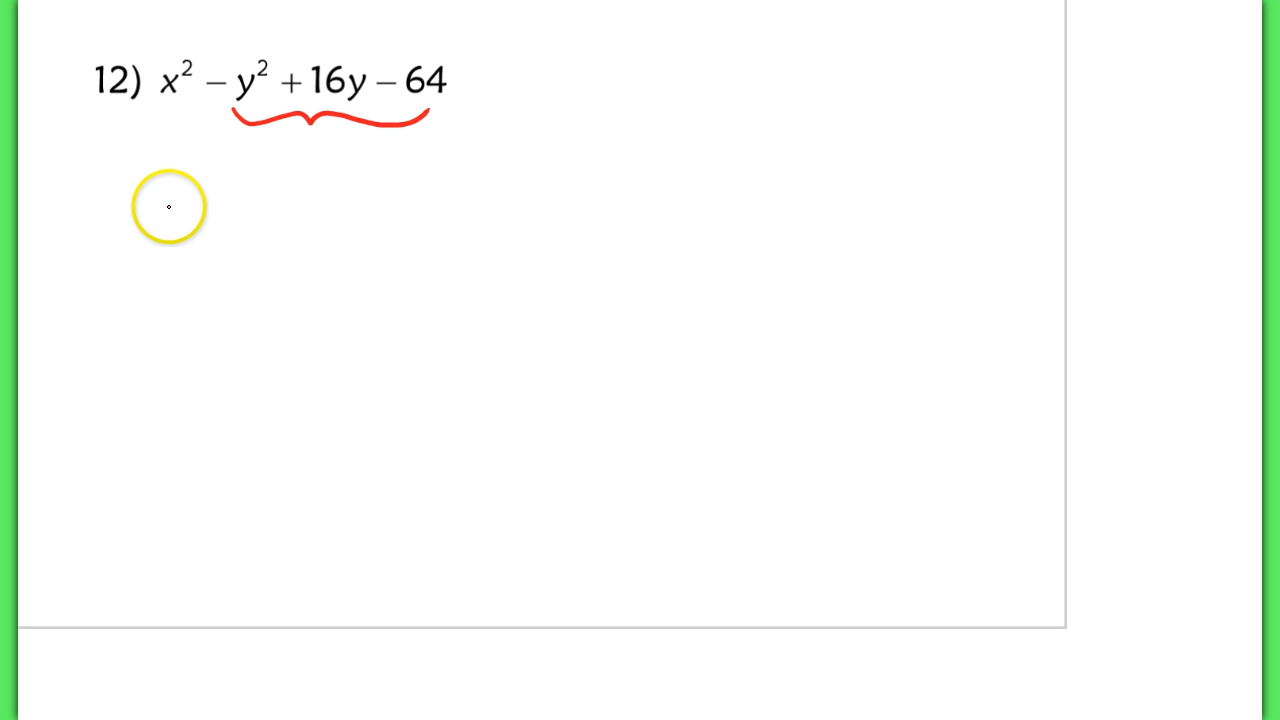 12) x² − y² + 16y − 64